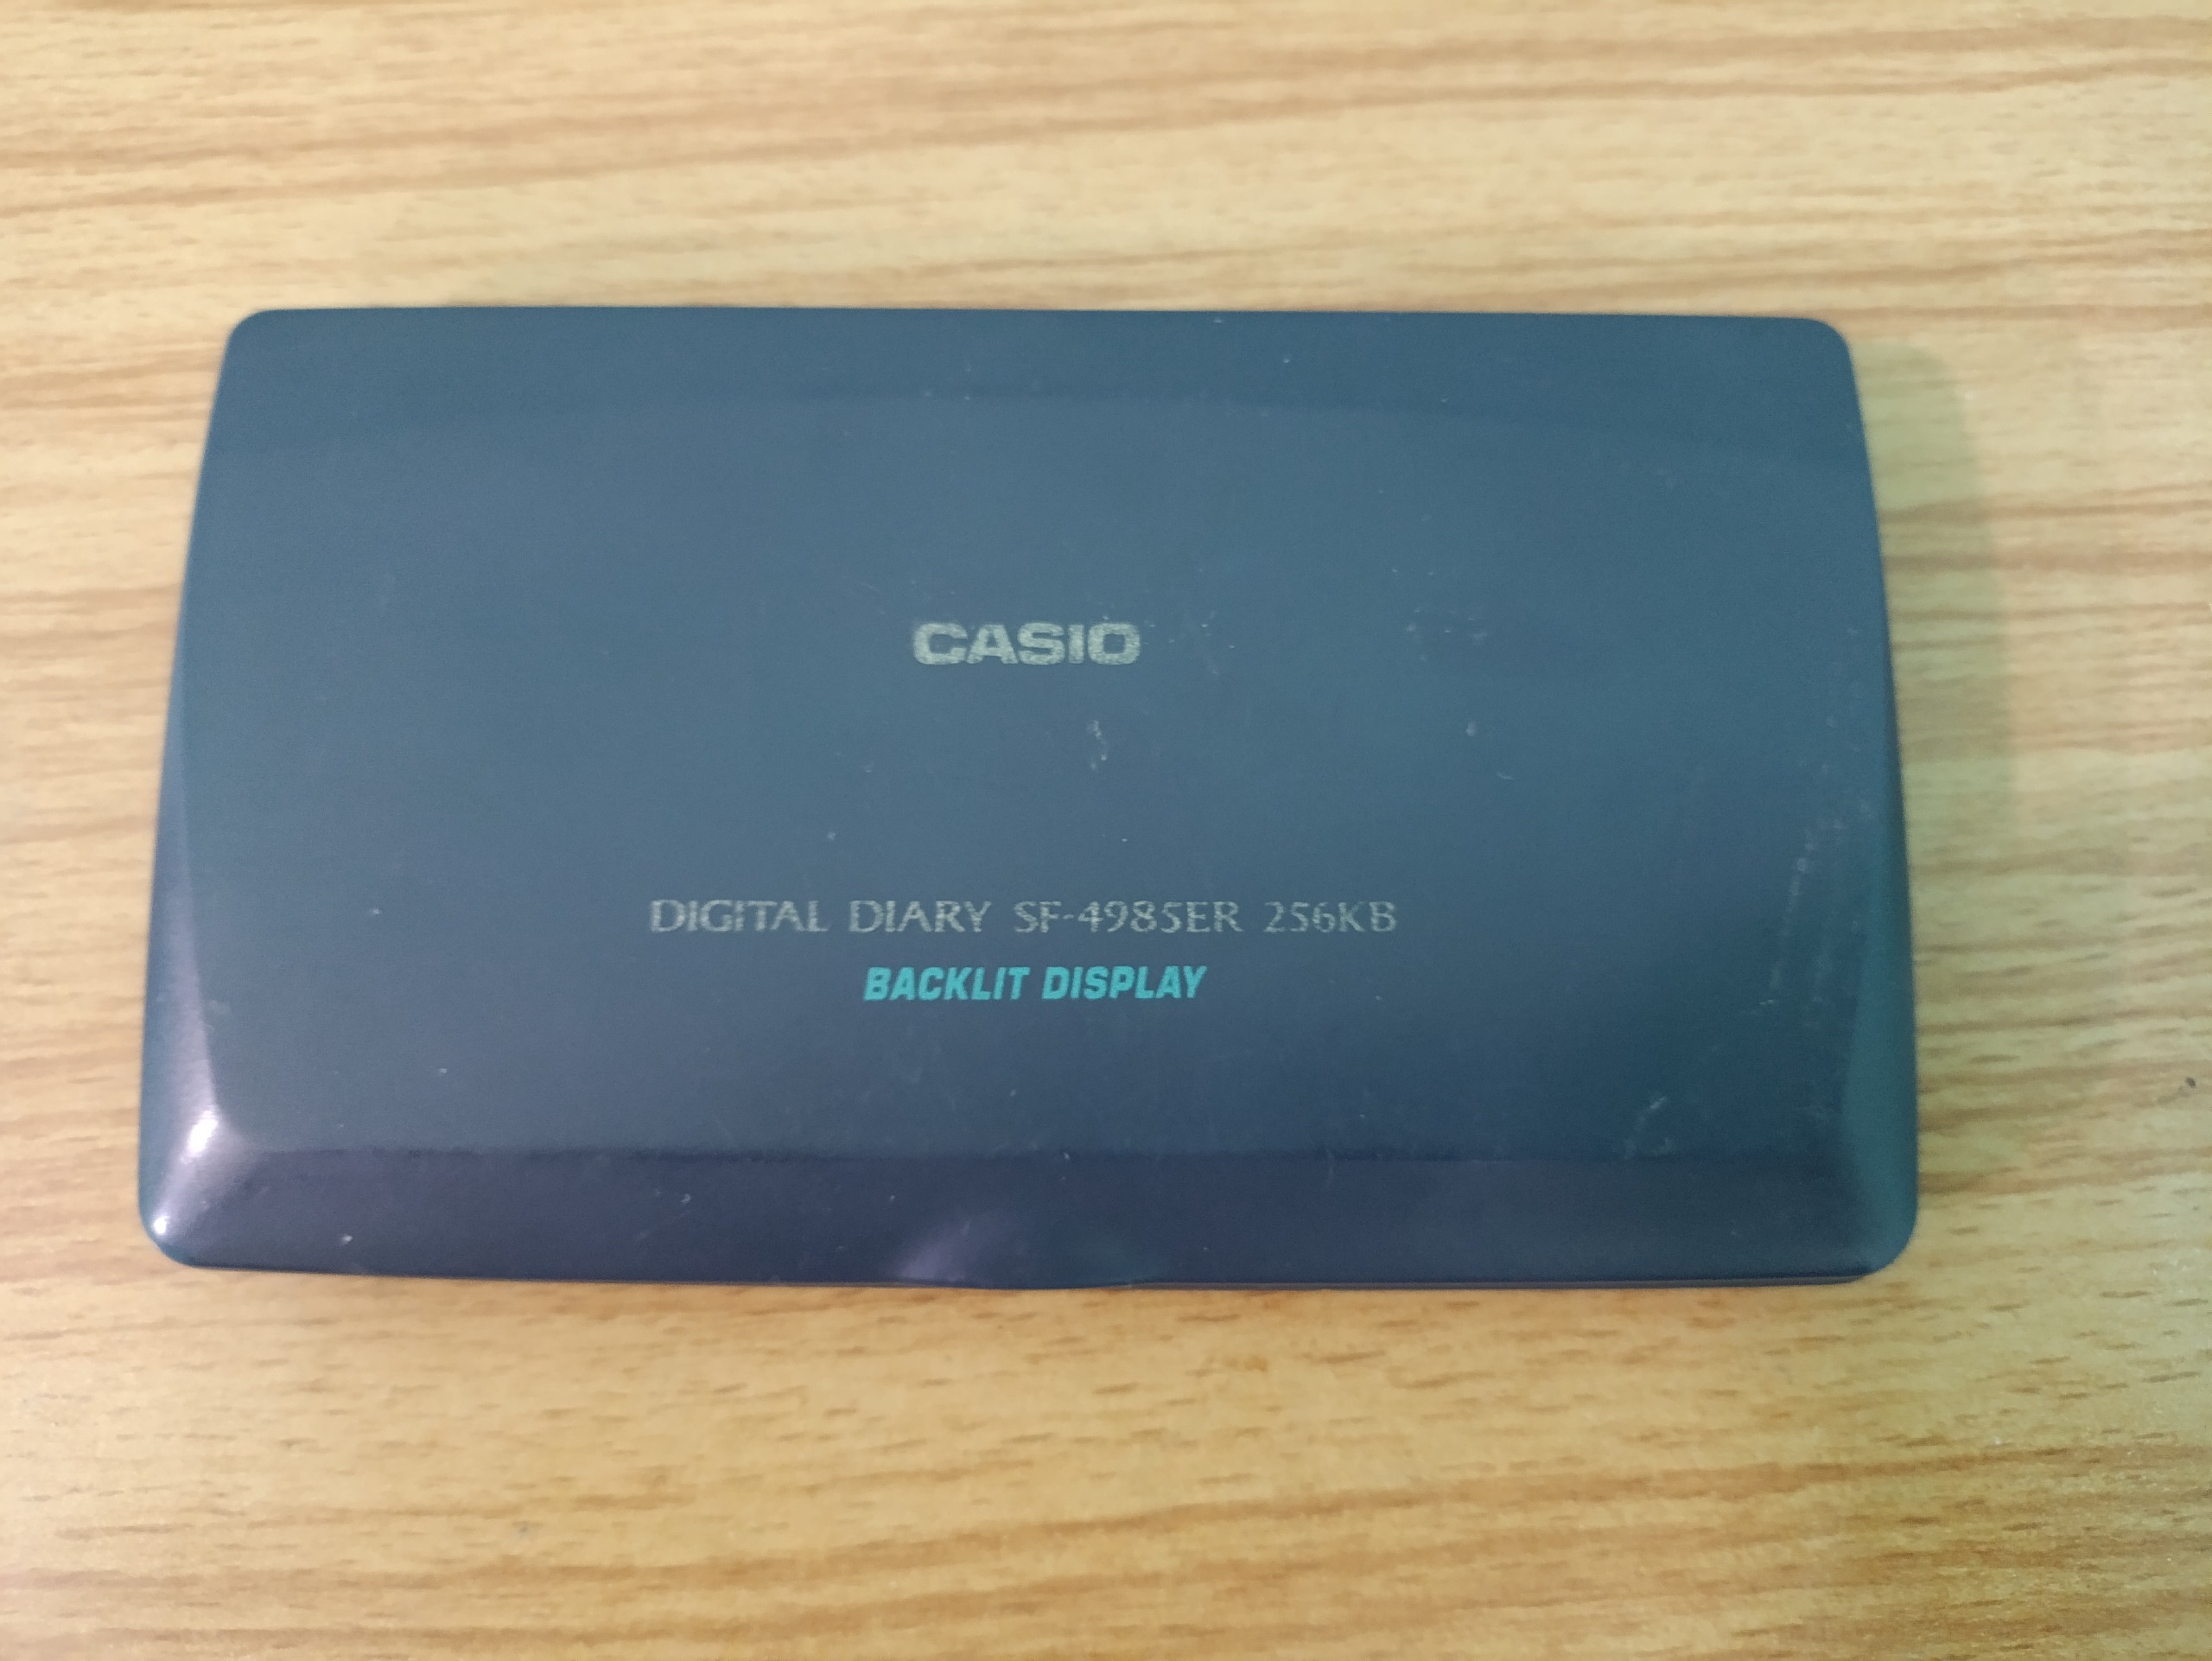 CASIO
DIGITAL DIARY SF-4985ER 256KB
BACKLIT DISPLAY